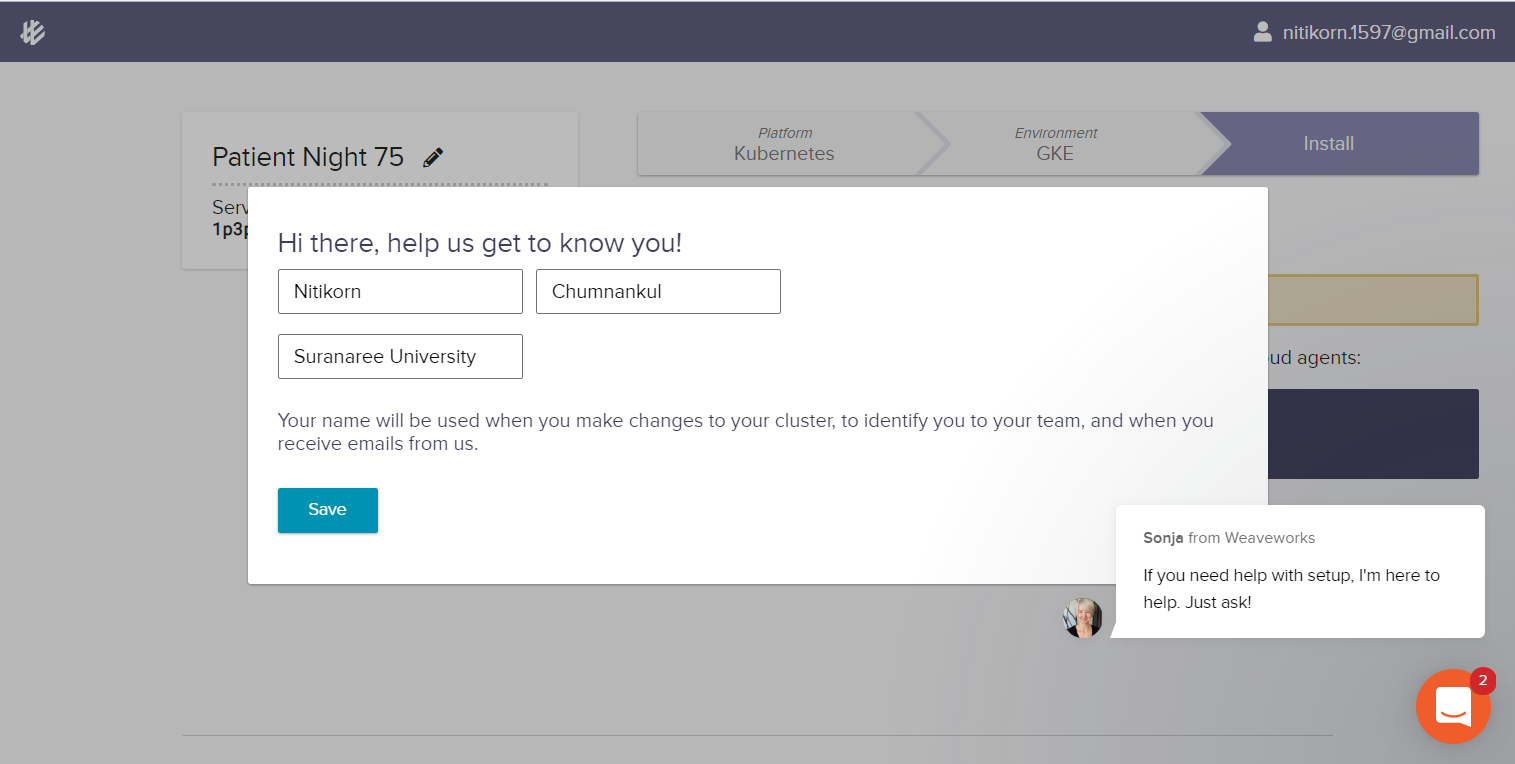 nitikorn.1597@gmail.com
Patient Night 75
Platform
Kubernetes
Environment
GKE
Install
Hi there, help us get to know you!
Nitikorn
Chumnankul
Suranaree University
agents:
Your name will be used when you make changes to your cluster, to identify you to your team, and when you
receive emails from us.
Save
Sonja from Weaveworks
If you need help with setup, I'm here to
help. Just ask!
2